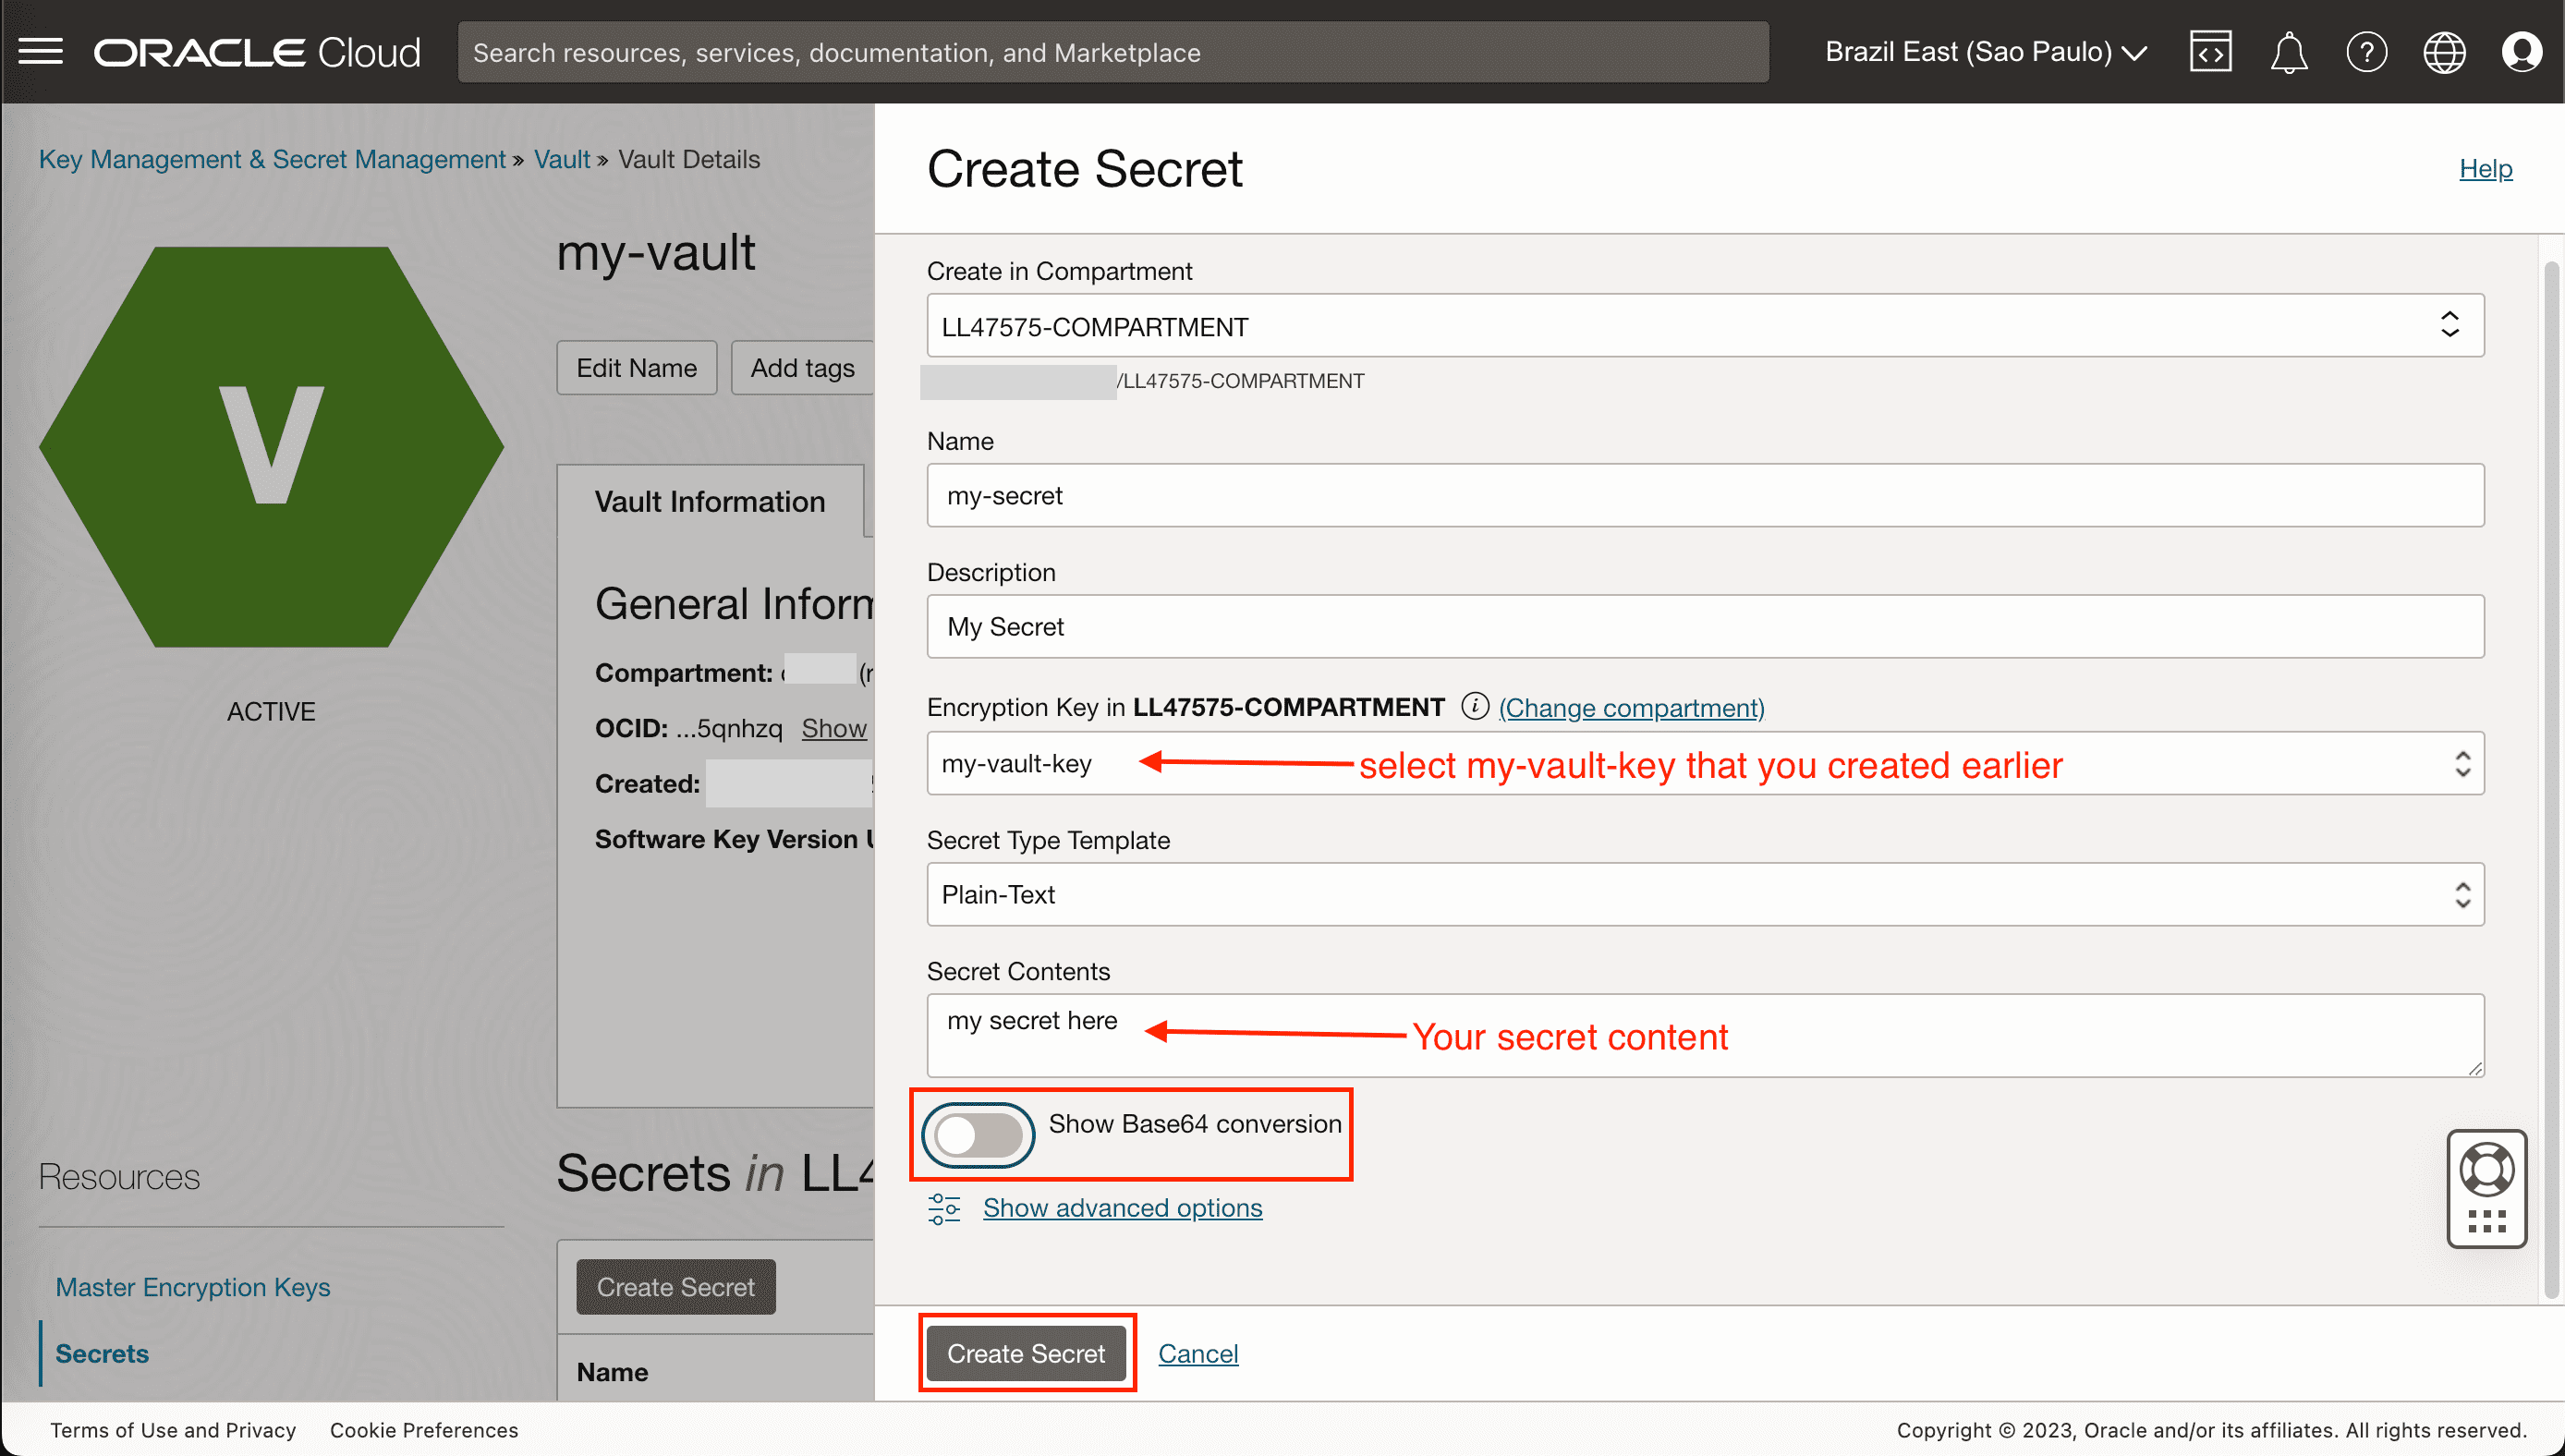 ORACLE Cloud
Search resources, services, documentation, and Marketplace
Brazil East (Sao Paulo)
Key Management & Secret Management » Vault » Vault Details
V
ACTIVE
my-vault
Edit Name
Add tags
Vault Information
General Inform
Compartment:
OCID: ...5qnhzq Show
Created:
Software Key Version
Resources
Master Encryption Keys
Secrets
Secrets in LL4
Create Secret
Name
Create Secret
Help
Create in Compartment
LL47575-COMPARTMENT
/LL47575-COMPARTMENT
Name
my-secret
Description
My Secret
Encryption Key in LL47575-COMPARTMENT (Change compartment)
my-vault-key
select my-vault-key that you created earlier
Secret Type Template
Plain-Text
Secret Contents
my secret here
Your secret content
Show Base64 conversion
Show advanced options
Create Secret
Cancel
Terms of Use and Privacy
Cookie Preferences
Copyright © 2023, Oracle and/or its affiliates. All rights reserved.